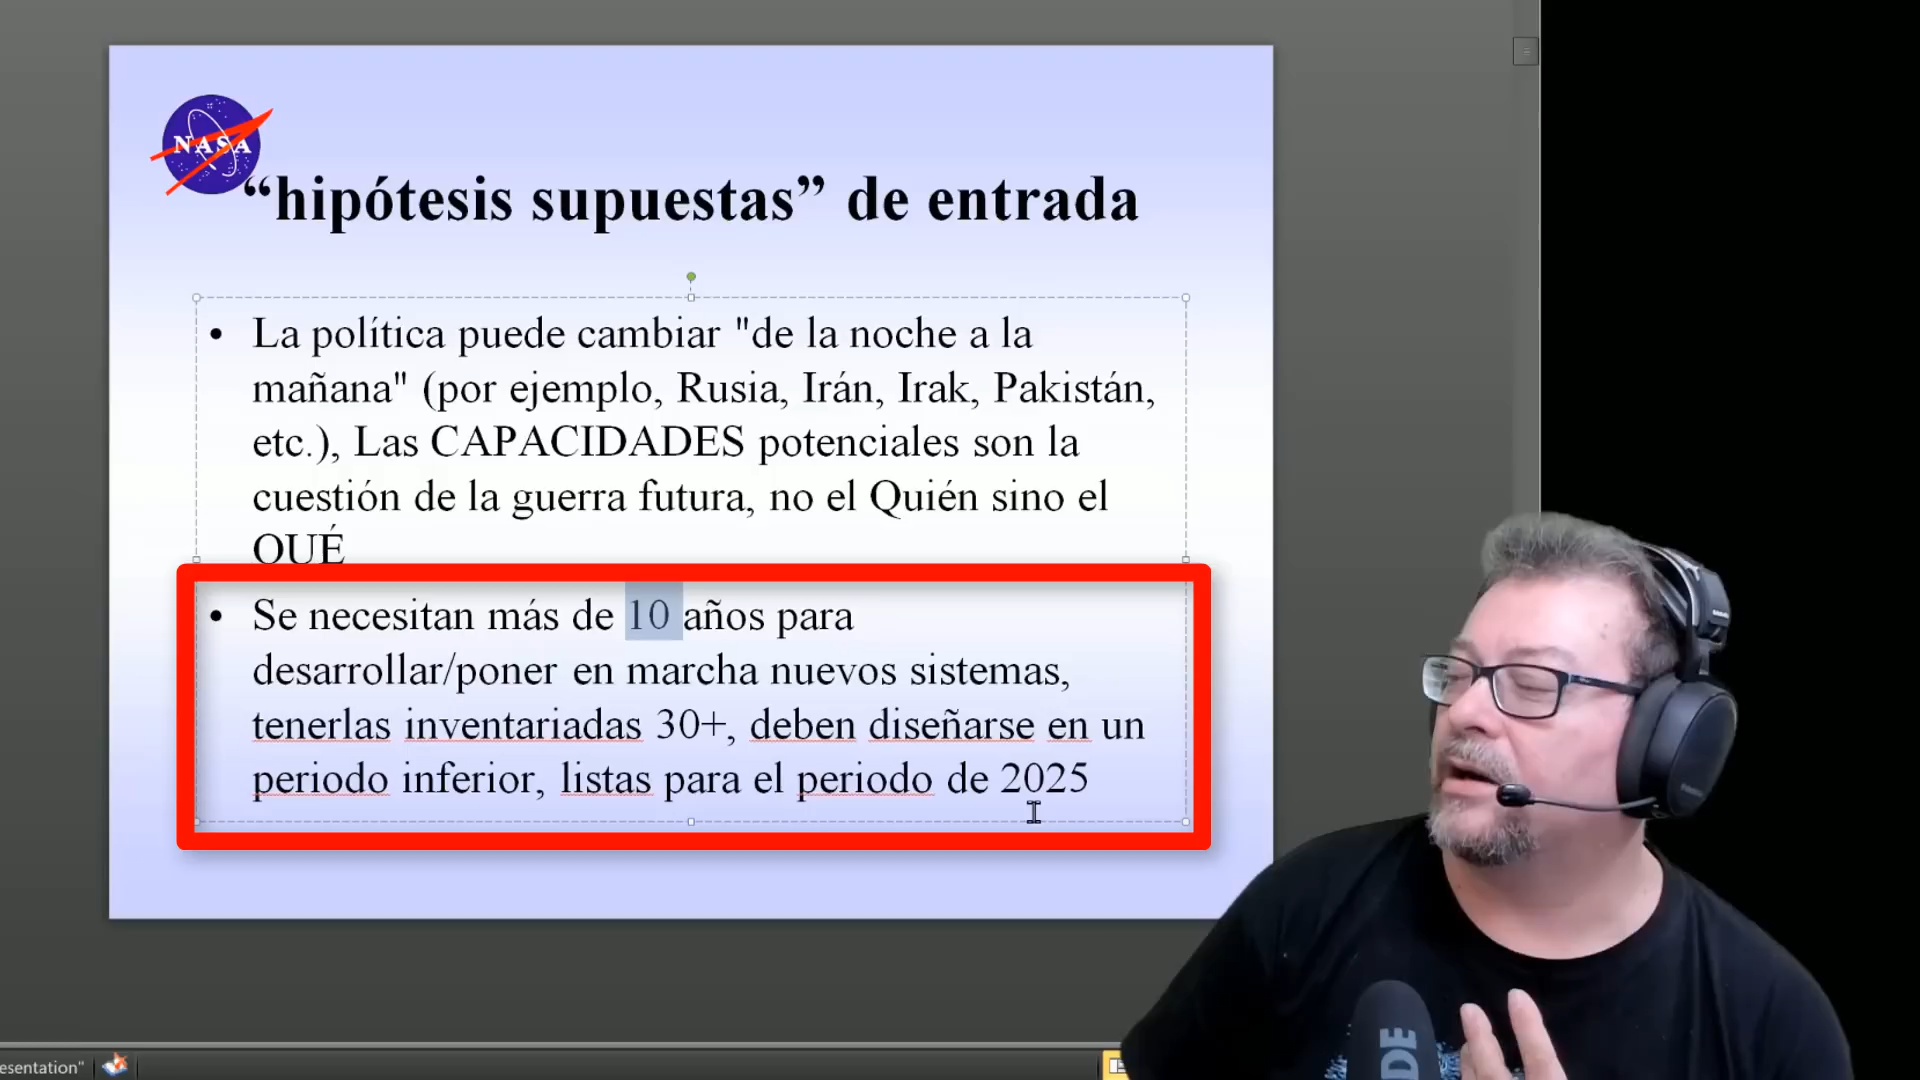 NASA
“hipótesis supuestas” de entrada
• La política puede cambiar "de la noche a la
mañana" (por ejemplo, Rusia, Irán, Irak, Pakistán,
etc.), Las CAPACIDADES potenciales son la
cuestión de la guerra futura, no el Quién sino el
QUÉ
• Se necesitan más de 10 años para
desarrollar/poner en marcha nuevos sistemas,
tenerlas inventariadas 30+, deben diseñarse en un
periodo inferior, listas para el periodo de 2025
esentation"
DE